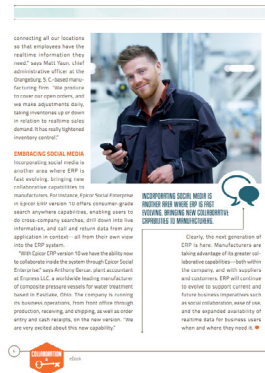 connecting all our locations
so that employees have the
realtime information they
need," says Matt Yaun, chief
administrative officer at the
Orangeburg, S. C.-based manu-
facturing firm. "We produce
to cover our open orders, and
we make adjustments daily,
taking inventories up or down
in relation to realtime sales
demand. It has really tightened
inventory control."
EMBRACING SOCIAL MEDIA
Incorporating social media is
another area where ERP is
fast evolving, bringing new
collaborative capabilities to
manufacturers. For instance, Epicor Social Enterprise
in Epicor ERP version 10 offers consumer-grade
search anywhere capabilities, enabling users to
do cross-company searches, drill down into live
information, and call and return data from any
application in context—all from their own view
into the ERP system.
"With Epicor ERP version 10 we have the ability now
to collaborate inside the system through Epicor Social
Enterprise," says Anthony Gercar, plant accountant
at Enpress LLC, a worldwide leading manufacturer
of composite pressure vessels for water treatment
based in Eastlake, Ohio. The company is running
its business operations, from front office through
production, receiving, and shipping, as well as order
entry and cash receipts, on the new version. "We
are very excited about this new capability."
INCORPORATING SOCIAL MEDIA IS
ANOTHER AREA WHERE ERP IS FAST
EVOLVING, BRINGING NEW COLLABORATIVE
CAPABILITIES TO MANUFACTURERS.
Clearly, the next generation of
ERP is here. Manufacturers are
taking advantage of its greater col-
laborative capabilities—both within
the company, and with suppliers
and customers. ERP will continue
to evolve to support current and
future business imperatives such
as social collaboration, ease of use,
and the expanded availability of
realtime data for business users
when and where they need it.
COLLABORATION
&
eBook